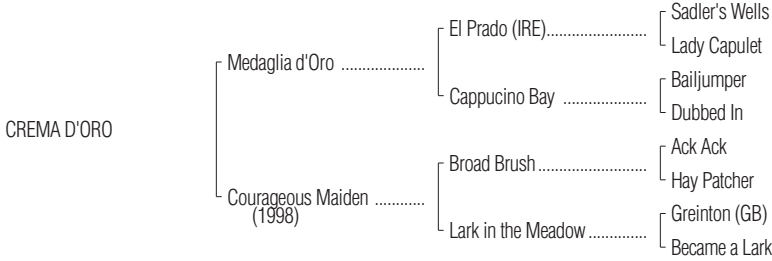 Sadler's Wells
El Prado (IRE)........................
Lady Capulet
Medaglia d'Oro ....................
Bailjumper
Cappucino Bay ....................
Dubbed In
CREMA D'ORO
Ack Ack
Broad Brush..........................
Hay Patcher
Courageous Maiden ............
(1998)
Greinton (GB)
Lark in the Meadow..............
Became a Lark